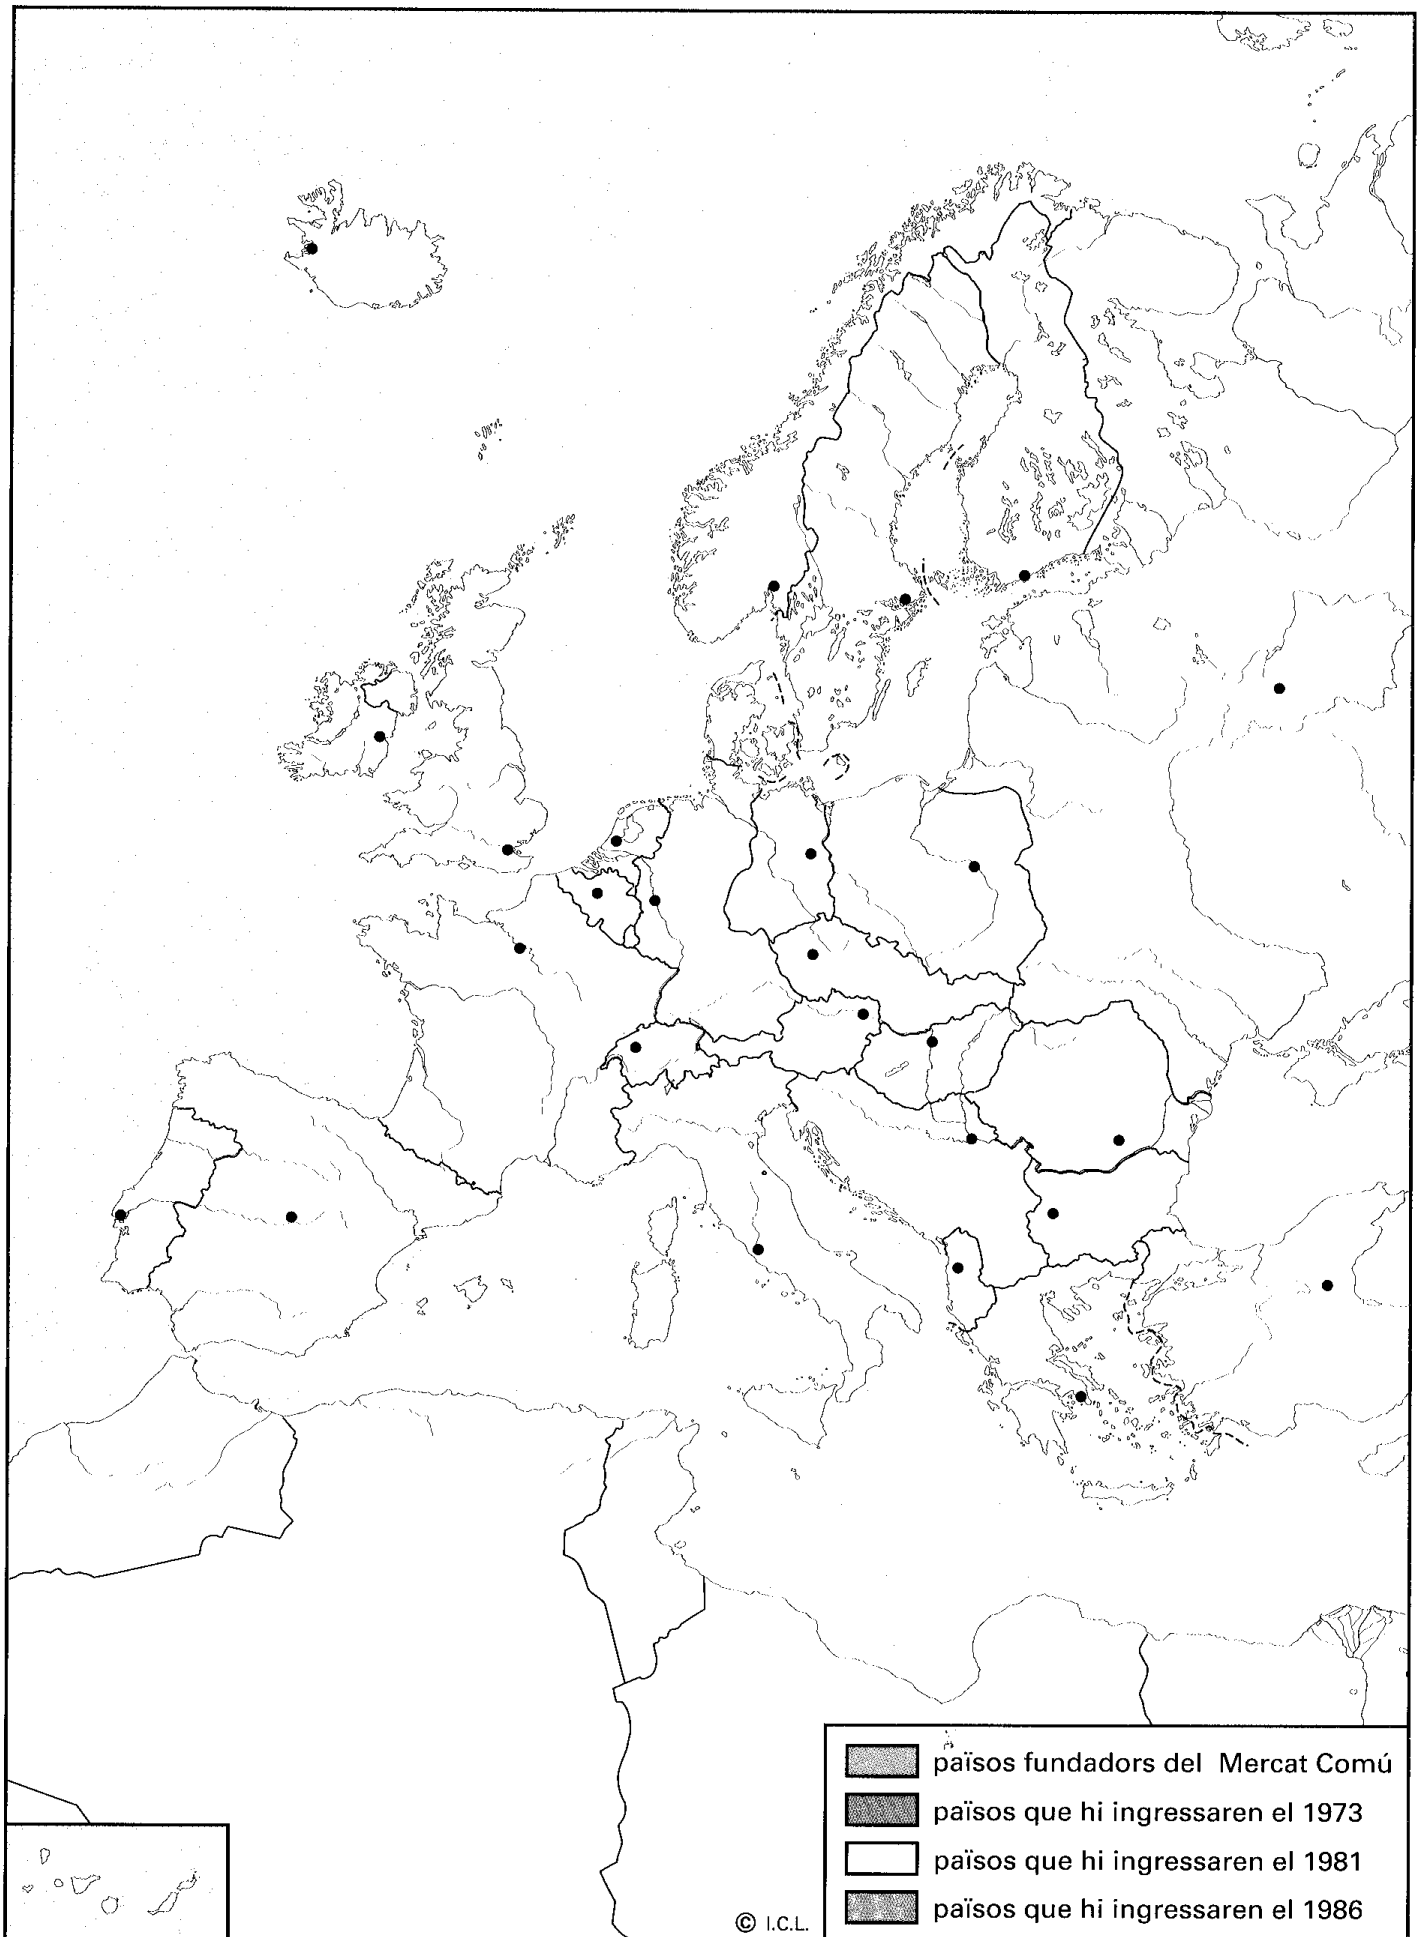 països fundadors del Mercat Comú
països que hi ingressaren el 1973
països que hi ingressaren el 1981
països que hi ingressaren el 1986
© I.C.L.